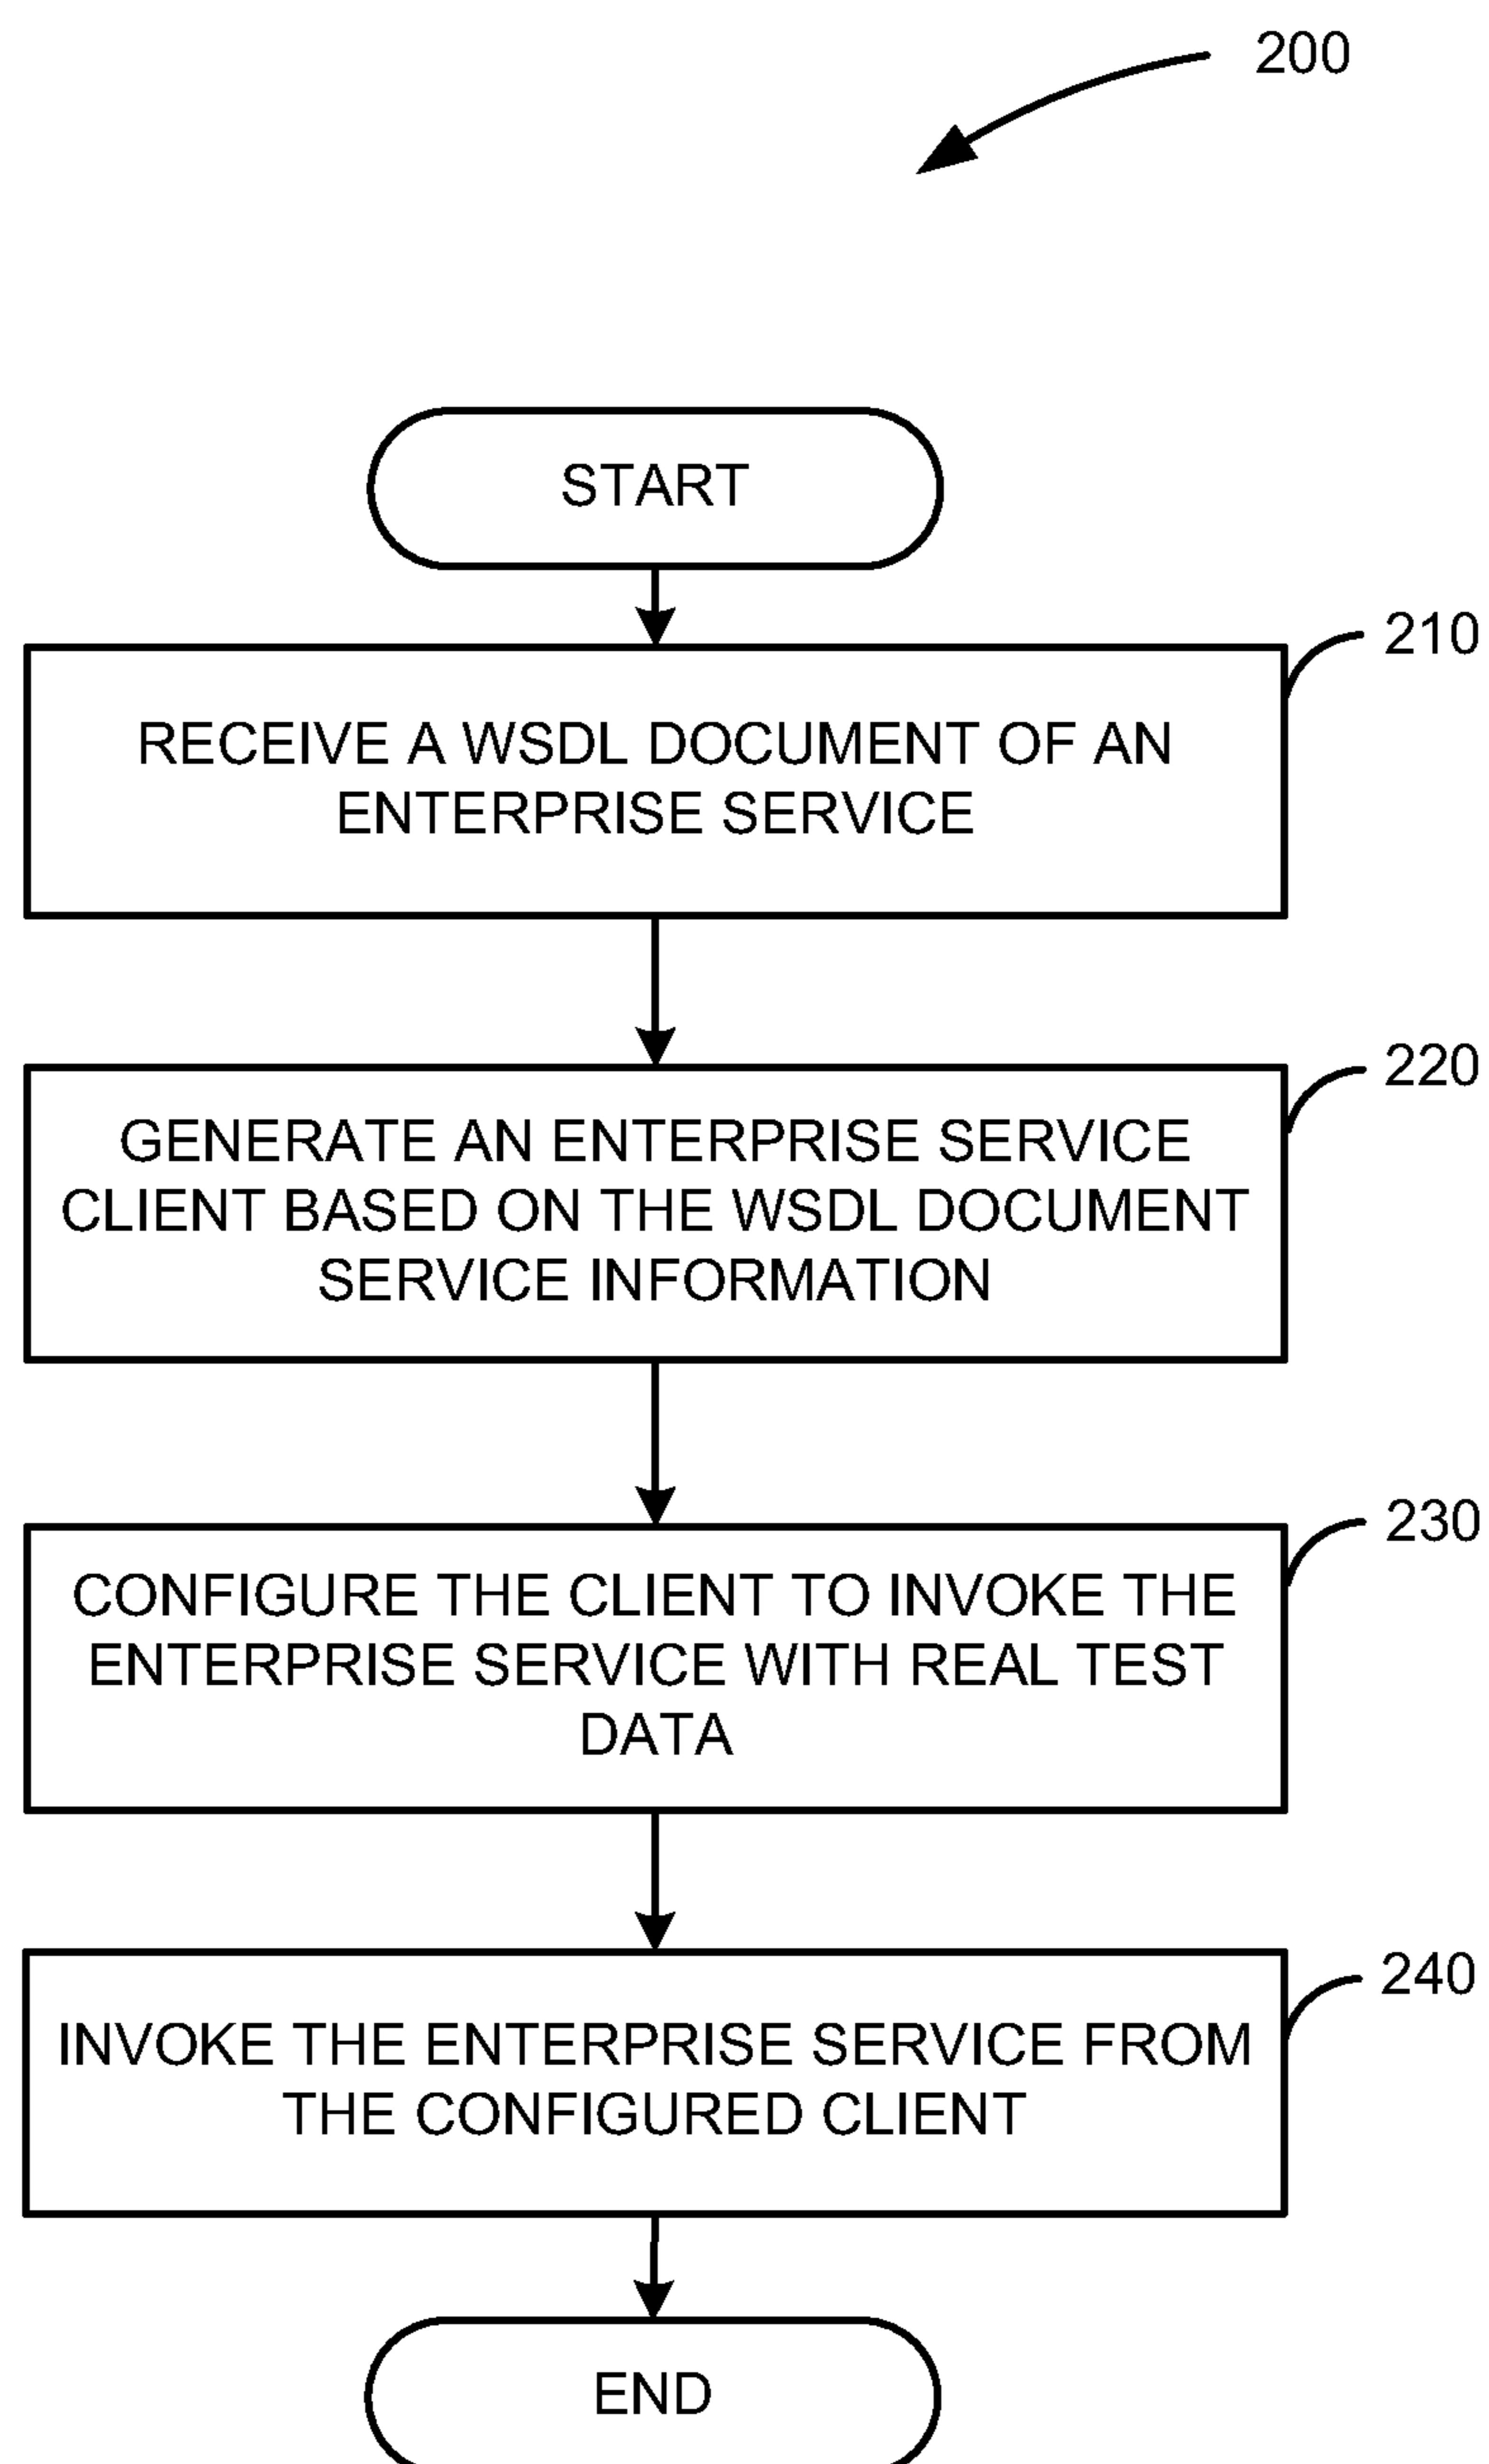 200
START
210
RECEIVE A WSDL DOCUMENT OF AN
ENTERPRISE SERVICE
220
GENERATE AN ENTERPRISE SERVICE
CLIENT BASED ON THE WSDL DOCUMENT
SERVICE INFORMATION
230
CONFIGURE THE CLIENT TO INVOKE THE
ENTERPRISE SERVICE WITH REAL TEST
DATA
240
INVOKE THE ENTERPRISE SERVICE FROM
THE CONFIGURED CLIENT
END